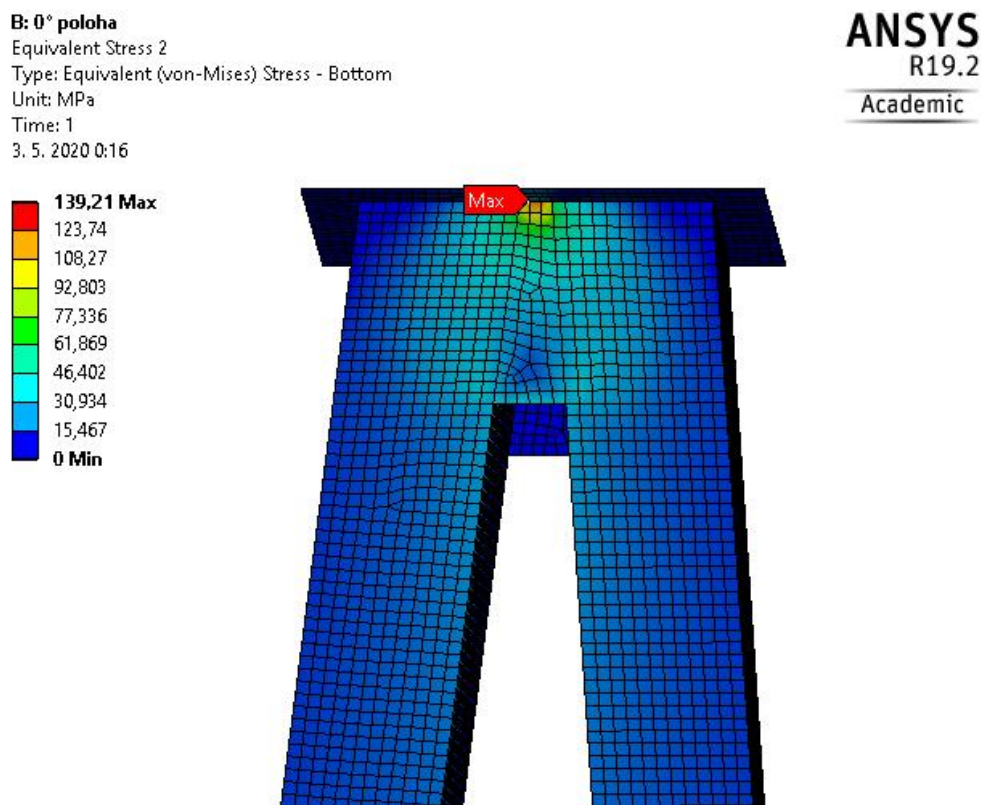 B: 0° poloha
Equivalent Stress 2
Type: Equivalent (von-Mises) Stress - Bottom
Unit: MPa
Time: 1
3. 5. 2020 0:16
ANSYS
R19.2
Academic
139,21 Max
123,74
108,27
92,803
77,336
61,869
46,402
30,934
15,467
0 Min
Max